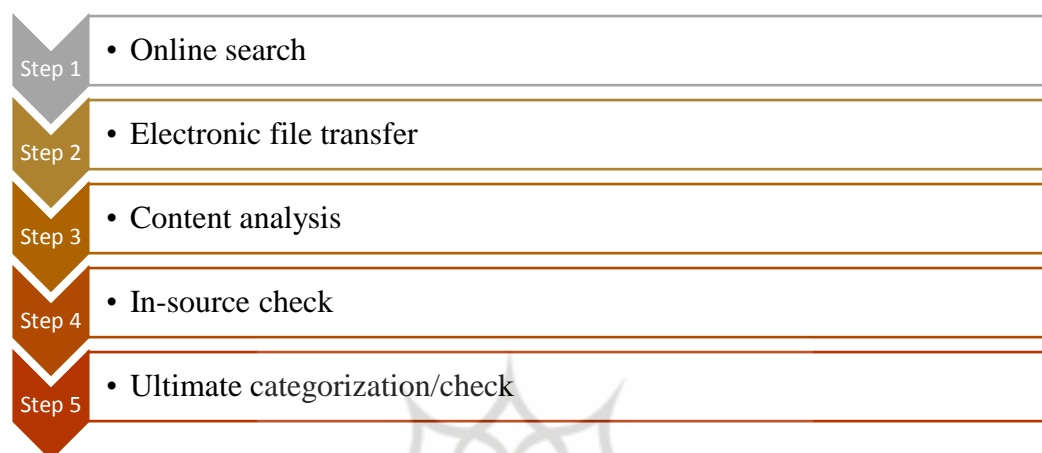 Step 1
• Online search
Step 2
• Electronic file transfer
Step 3
• Content analysis
Step 4
• In-source check
Step 5
• Ultimate categorization/check